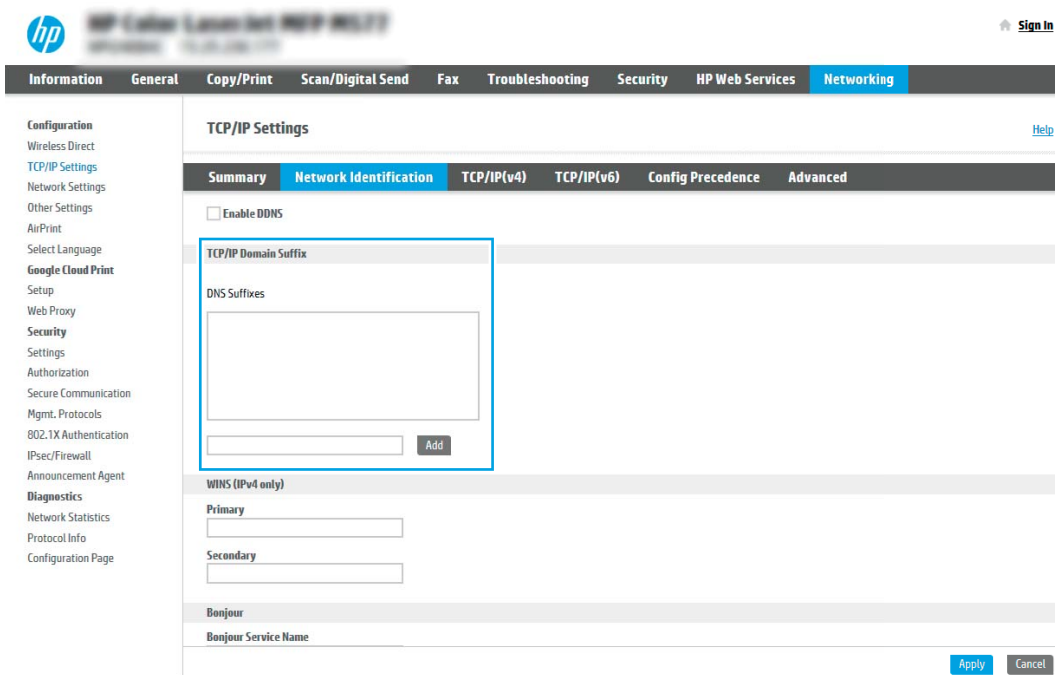 hp
Sign In
Information General Copy/Print Scan/Digital Send Fax Troubleshooting Security HP Web Services Networking
Configuration
Wireless Direct
TCP/IP Settings
Network Settings
Other Settings
AirPrint
Select Language
Google Cloud Print
Setup
Web Proxy
Security
Settings
Authorization
Secure Communication
Mgmt. Protocols
802.1X Authentication
IPsec/Firewall
Announcement Agent
Diagnostics
Network Statistics
Protocol Info
Configuration Page
TCP/IP Settings
Help
Summary Network Identification TCP/IP(v4) TCP/IP(v6) Config Precedence Advanced
Enable DDNS
TCP/IP Domain Suffix
DNS Suffixes
Add
WINS (IPv4 only)
Primary
Secondary
Bonjour
Bonjour Service Name
Apply Cancel